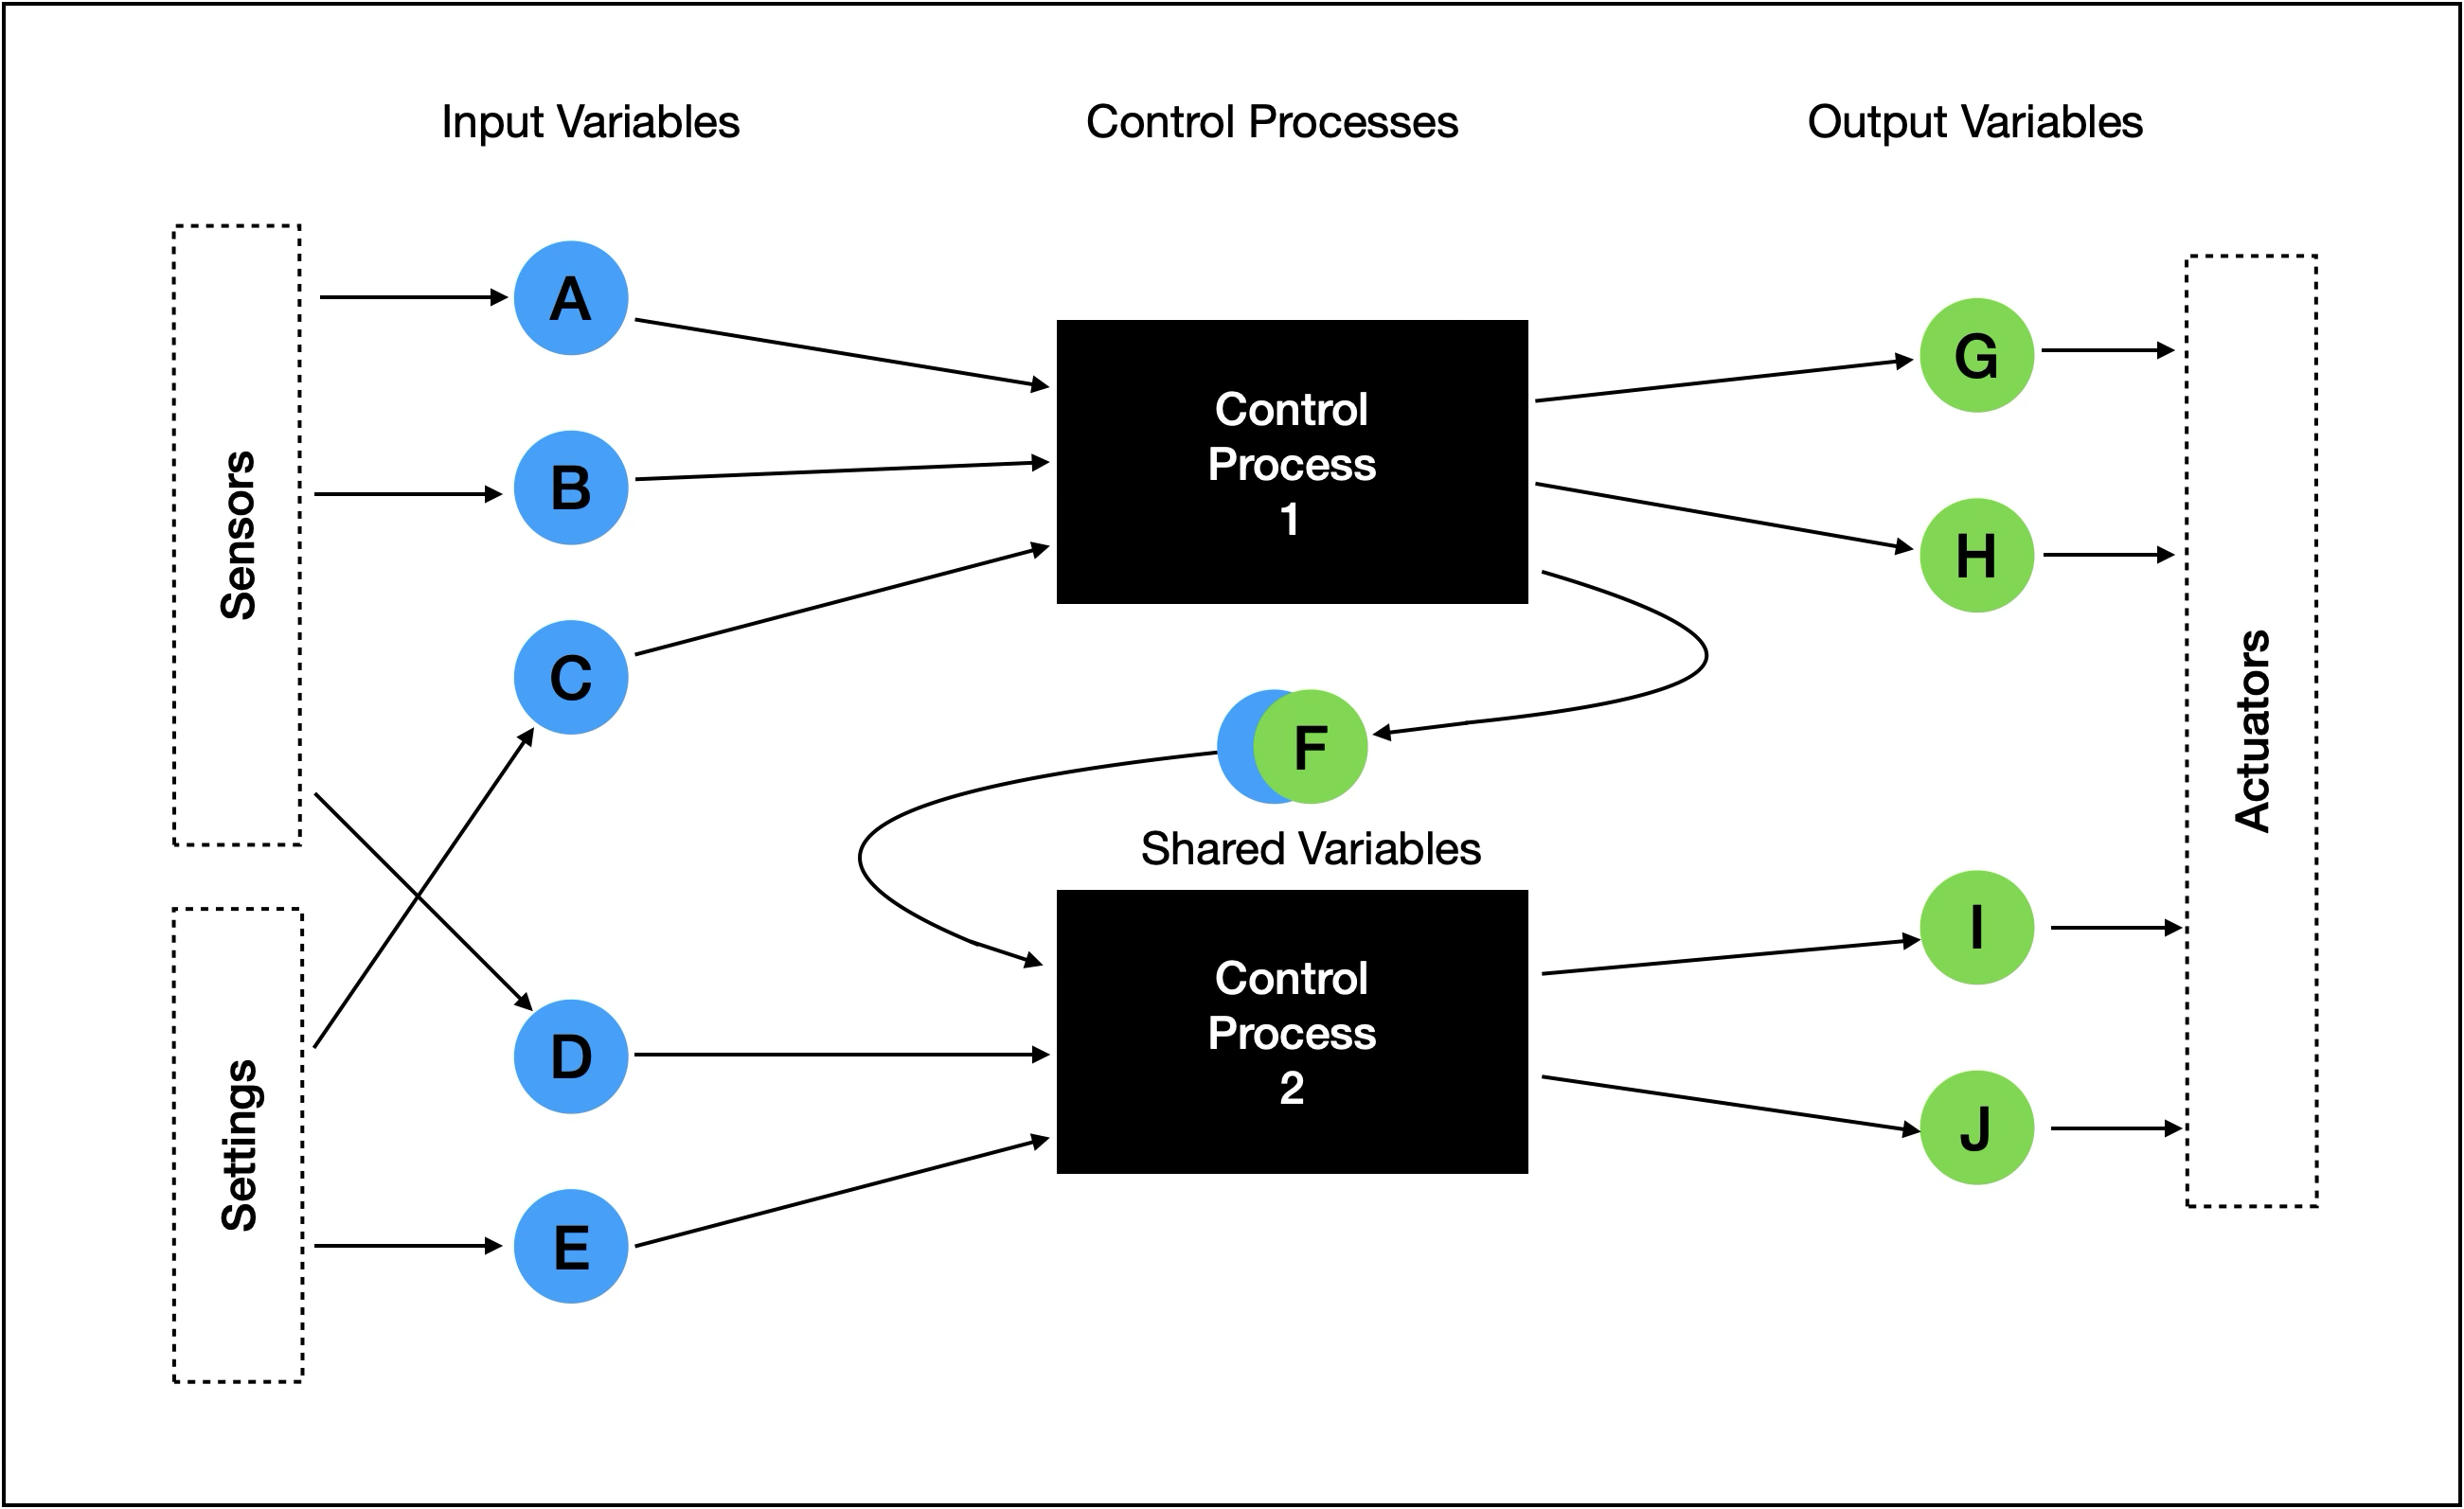 Input Variables
Control Processes
Output Variables
Sensors
A
B
C
Control
Process
1
G
H
F
Shared Variables
Actuators
Settings
D
E
Control
Process
2
I
J